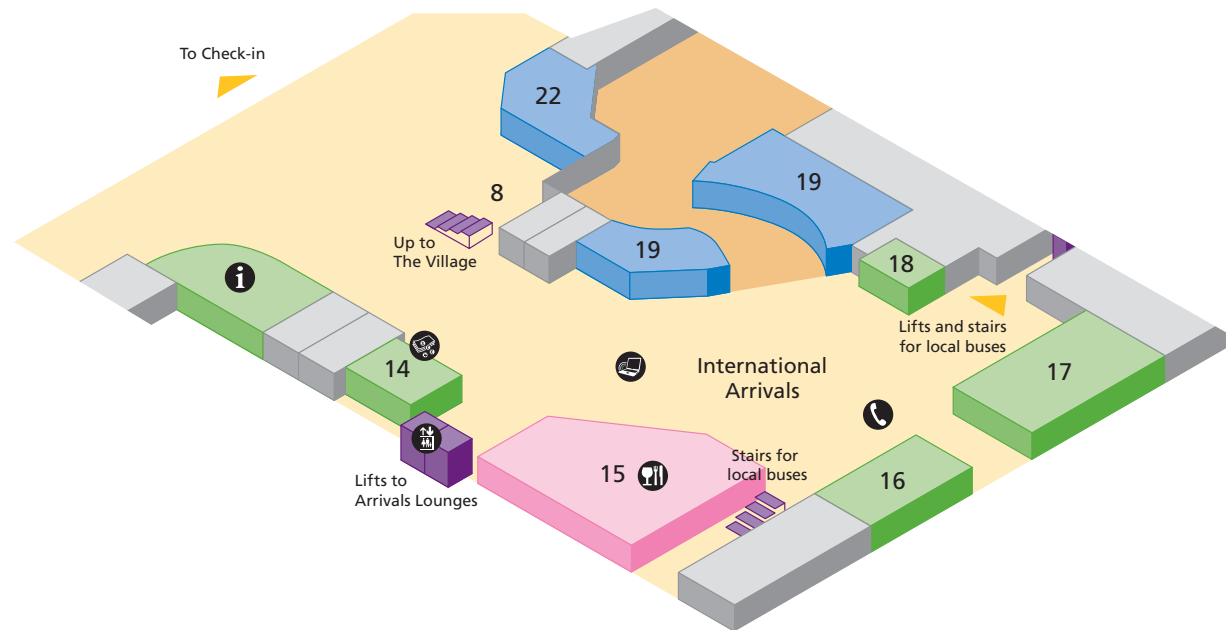 To Check-in
22
19
8
Up to
The Village
19
18
i
Lifts and stairs
for local buses
14
International
Arrivals
17
Lifts to
Arrivals Lounges
15
Stairs for
local buses
16